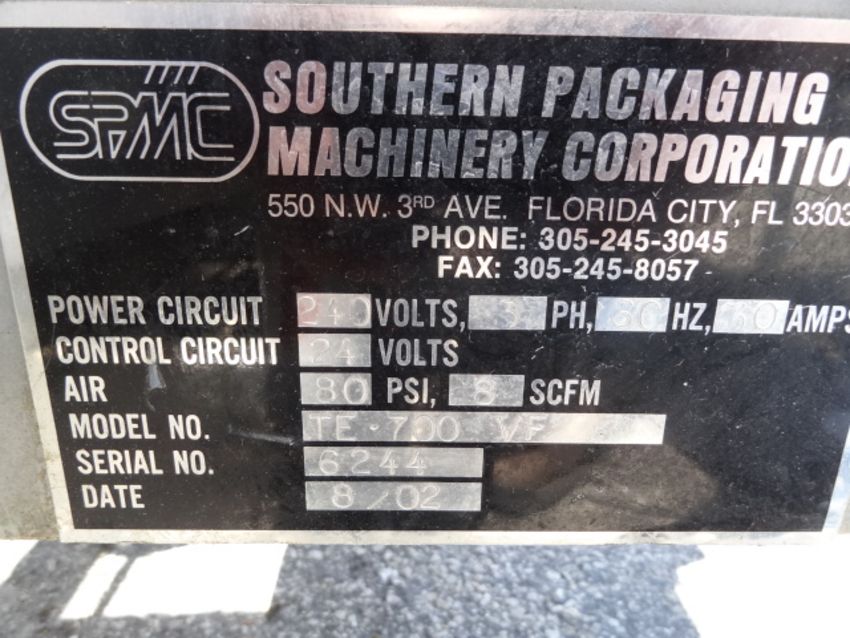 SPMC
SOUTHERN PACKAGING
MACHINERY CORPORATION
550 N.W. 3RD AVE. FLORIDA CITY, FL 3303
PHONE: 305-245-3045
FAX: 305-245-8057
POWER CIRCUIT 240 VOLTS, 3 PH, 60 HZ, AMPS
CONTROL CIRCUIT 24 VOLTS
AIR 80 PSI, 8 SCFM
MODEL NO. TE-700 VF
SERIAL NO. 6244
DATE 8/02